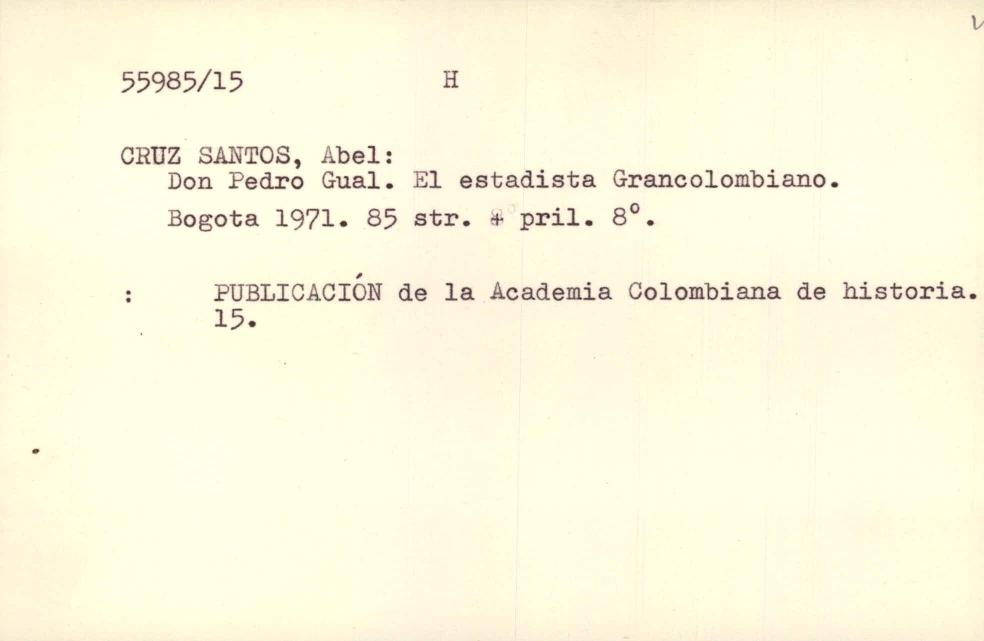 55985/15 H
CRUZ SANTOS, Abel:
Don Pedro Gual. El estadista Grancolombiano.
Bogota 1971. 85 str. + pril. 8°.
: PUBLICACIÓN de la Academia Colombiana de historia.
15.